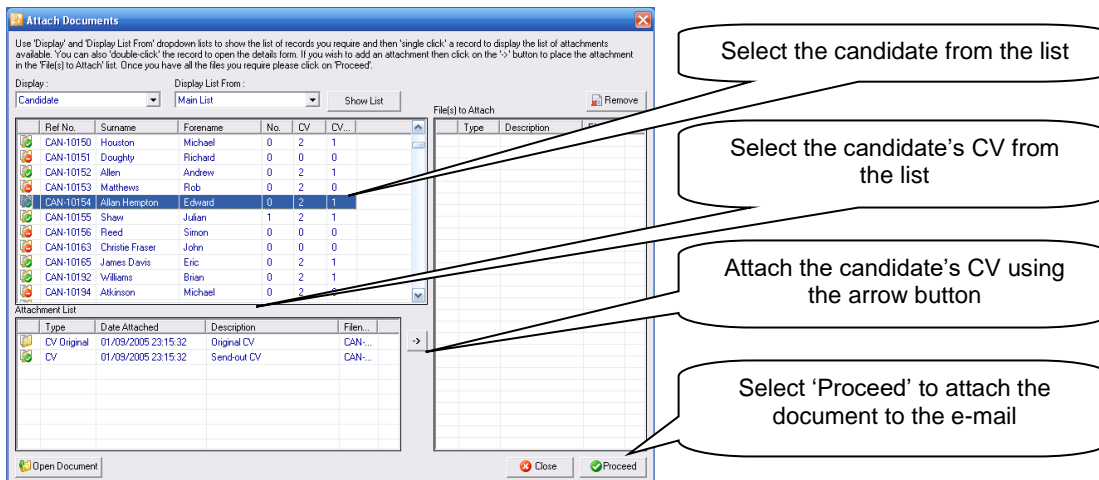 Attach Documents
Use 'Display' and 'Display List From' dropdown lists to show the list of records you require and then 'single click' a record to display the list of attachments
available. You can also 'double-click' the record to open the details form. If you wish to add an attachment then click on the '->' button to place the attachment
in the 'File(s) to Attach' list. Once you have all the files you require please click on 'Proceed'.
Display :
Display List From :
Candidate
Main List
Show List
Remove
File(s) to Attach
Ref No. Surname Forename No. CV CV...
CAN-10150 Houston Michael 0 2 1
CAN-10151 Doughty Richard 0 0 0
CAN-10152 Allen Andrew 0 2 1
CAN-10153 Matthews Rob 0 2 0
CAN-10154 Allan Hempton Edward 0 2 1
CAN-10155 Shaw Julian 1 2 1
CAN-10156 Reed Simon 0 0 0
CAN-10163 Christie Fraser John 0 0 0
CAN-10165 James Davis Eric 0 2 1
CAN-10192 Williams Brian 0 2 1
CAN-10194 Atkinson Michael 0 2
Type Description
Attachment List
Type Date Attached Description Filen...
CV Original 01/09/2005 23:15:32 Original CV CAN-...
CV 01/09/2005 23:15:32 Send-out CV CAN-...
->
Open Document
Close
Proceed
Select the candidate from the list
Select the candidate's CV from
the list
Attach the candidate's CV using
the arrow button
Select 'Proceed' to attach the
document to the e-mail